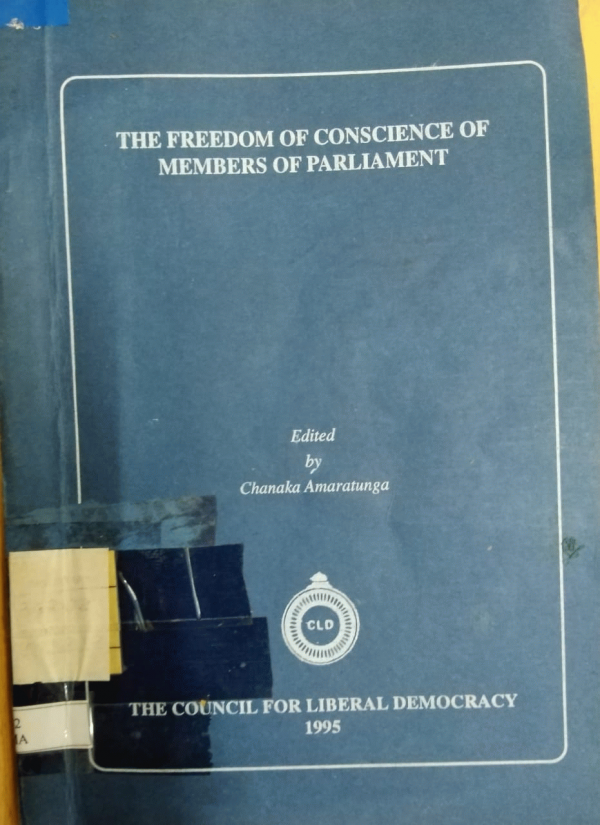 THE FREEDOM OF CONSCIENCE OF
MEMBERS OF PARLIAMENT
Edited
by
Chanaka Amaratunga
CLD
THE COUNCIL FOR LIBERAL DEMOCRACY
1995